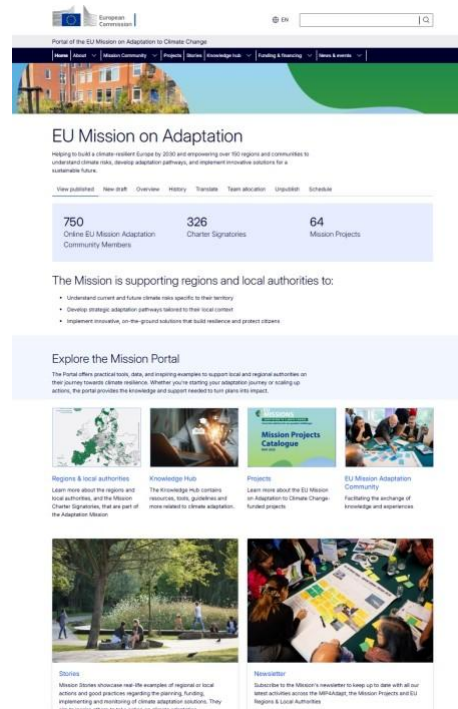 European
Commission
EN
Portal of the EU Mission on Adaptation to Climate Change
Home About Mission Community Projects Stories Knowledge hub Funding & financing News & events
EU Mission on Adaptation
Helping to build a climate-resilient Europe by 2030 and empowering over 150 regions and communities to
understand climate risks, develop adaptation pathways, and implement innovative solutions for a
sustainable future.
View published New draft Overview History Translate Team allocation Unpublish Schedule
750 326 64
Online EU Mission Adaptation Charter Signatories Mission Projects
Community Members
The Mission is supporting regions and local authorities to:
• Understand current and future climate risks specific to their territory
• Develop strategic adaptation pathways tailored to their local context
• Implement innovative, on-the-ground solutions that build resilience and protect citizens
Explore the Mission Portal
The Portal offers practical tools, data, and inspiring examples to support local and regional authorities on
their journey towards climate resilience. Whether you're starting your adaptation journey or scaling up
actions, the portal provides the knowledge and support needed to turn plans into impact.
MISSIONS
Mission Projects
Catalogue
Regions & local authorities
Learn more about the regions and
local authorities, and the Mission
Charter Signatories, that are part of
the Adaptation Mission
Knowledge Hub
The Knowledge Hub contains
resources, tools, guidelines and
more related to climate adaptation.
Projects
Learn more about the EU Mission
on Adaptation to Climate Change-
funded projects
EU Mission Adaptation
Community
Facilitating the exchange of
knowledge and experiences
Stories
Mission Stories showcase real-life examples of regional or local
actions and good practices regarding the planning, funding,
implementing and monitoring of climate adaptation solutions. They
Newsletter
Subscribe to the Mission's newsletter to keep up to date with all our
latest activities across the MIP4Adapt, the Mission Projects and EU
Regions & Local Authorities